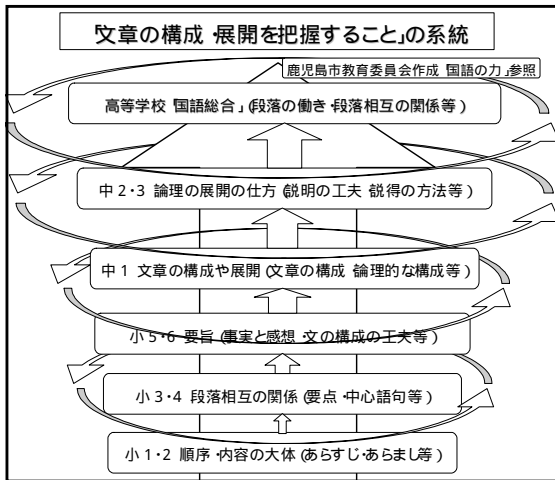 「文章の構成・展開を把握すること」の系統
鹿児島市教育委員会作成「国語の力」参照
高等学校「国語総合」(段落の働き・段落相互の関係等)
中2・3 論理の展開の仕方(説明の工夫・説得の方法等)
中1 文章の構成や展開(文章の構成・論理的な構成等)
小5・6 要旨(事実と感想・文の構成の工夫等)
小3・4 段落相互の関係(要点・中心語句等)
小1・2 順序・内容の大体(あらすじ・あらまし等)